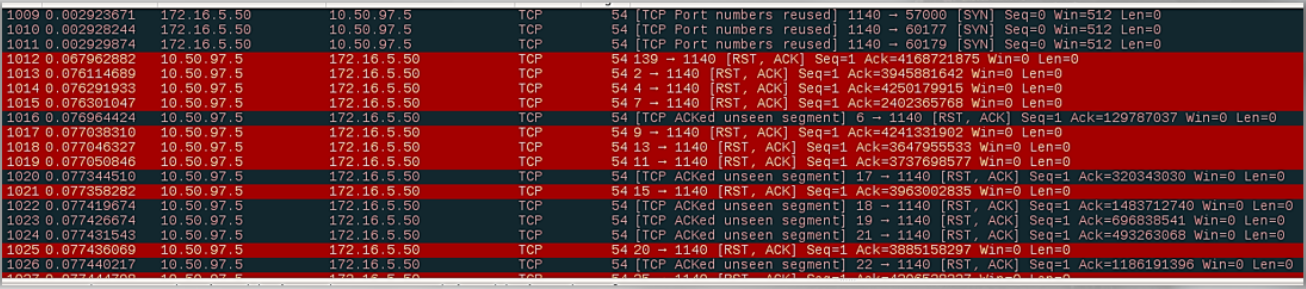 1009 0.002923671 172.16.5.50 10.50.97.5 TCP 54 [TCP Port numbers reused] 1140 → 57000 [SYN] Seq=0 Win=512 Len=0
1010 0.002928244 172.16.5.50 10.50.97.5 TCP 54 [TCP Port numbers reused] 1140 → 60177 [SYN] Seq=0 Win=512 Len=0
1011 0.002929874 172.16.5.50 10.50.97.5 TCP 54 [TCP Port numbers reused] 1140 → 60179 [SYN] Seq=0 Win=512 Len=0
1012 0.067962882 10.50.97.5 172.16.5.50 TCP 54 139 → 1140 [RST, ACK] Seq=1 Ack=4168721875 Win=0 Len=0
1013 0.076114689 10.50.97.5 172.16.5.50 TCP 54 2 → 1140 [RST, ACK] Seq=1 Ack=3945881642 Win=0 Len=0
1014 0.076291933 10.50.97.5 172.16.5.50 TCP 54 4 → 1140 [RST, ACK] Seq=1 Ack=4250179915 Win=0 Len=0
1015 0.076301047 10.50.97.5 172.16.5.50 TCP 54 7 → 1140 [RST, ACK] Seq=1 Ack=2402365768 Win=0 Len=0
1016 0.076964424 10.50.97.5 172.16.5.50 TCP 54 [TCP ACKed unseen segment] 6 → 1140 [RST, ACK] Seq=1 Ack=129787037 Win=0 Len=0
1017 0.077038310 10.50.97.5 172.16.5.50 TCP 54 9 → 1140 [RST, ACK] Seq=1 Ack=4241331902 Win=0 Len=0
1018 0.077046327 10.50.97.5 172.16.5.50 TCP 54 13 → 1140 [RST, ACK] Seq=1 Ack=3647955533 Win=0 Len=0
1019 0.077050846 10.50.97.5 172.16.5.50 TCP 54 11 → 1140 [RST, ACK] Seq=1 Ack=3737698577 Win=0 Len=0
1020 0.077344510 10.50.97.5 172.16.5.50 TCP 54 [TCP ACKed unseen segment] 17 → 1140 [RST, ACK] Seq=1 Ack=320343030 Win=0 Len=0
1021 0.077358282 10.50.97.5 172.16.5.50 TCP 54 15 → 1140 [RST, ACK] Seq=1 Ack=3963002835 Win=0 Len=0
1022 0.077419674 10.50.97.5 172.16.5.50 TCP 54 [TCP ACKed unseen segment] 18 → 1140 [RST, ACK] Seq=1 Ack=1483712740 Win=0 Len=0
1023 0.077426674 10.50.97.5 172.16.5.50 TCP 54 [TCP ACKed unseen segment] 19 → 1140 [RST, ACK] Seq=1 Ack=696838541 Win=0 Len=0
1024 0.077431543 10.50.97.5 172.16.5.50 TCP 54 [TCP ACKed unseen segment] 21 → 1140 [RST, ACK] Seq=1 Ack=493263068 Win=0 Len=0
1025 0.077436069 10.50.97.5 172.16.5.50 TCP 54 20 → 1140 [RST, ACK] Seq=1 Ack=3885158297 Win=0 Len=0
1026 0.077440217 10.50.97.5 172.16.5.50 TCP 54 [TCP ACKed unseen segment] 22 → 1140 [RST, ACK] Seq=1 Ack=1186191396 Win=0 Len=0